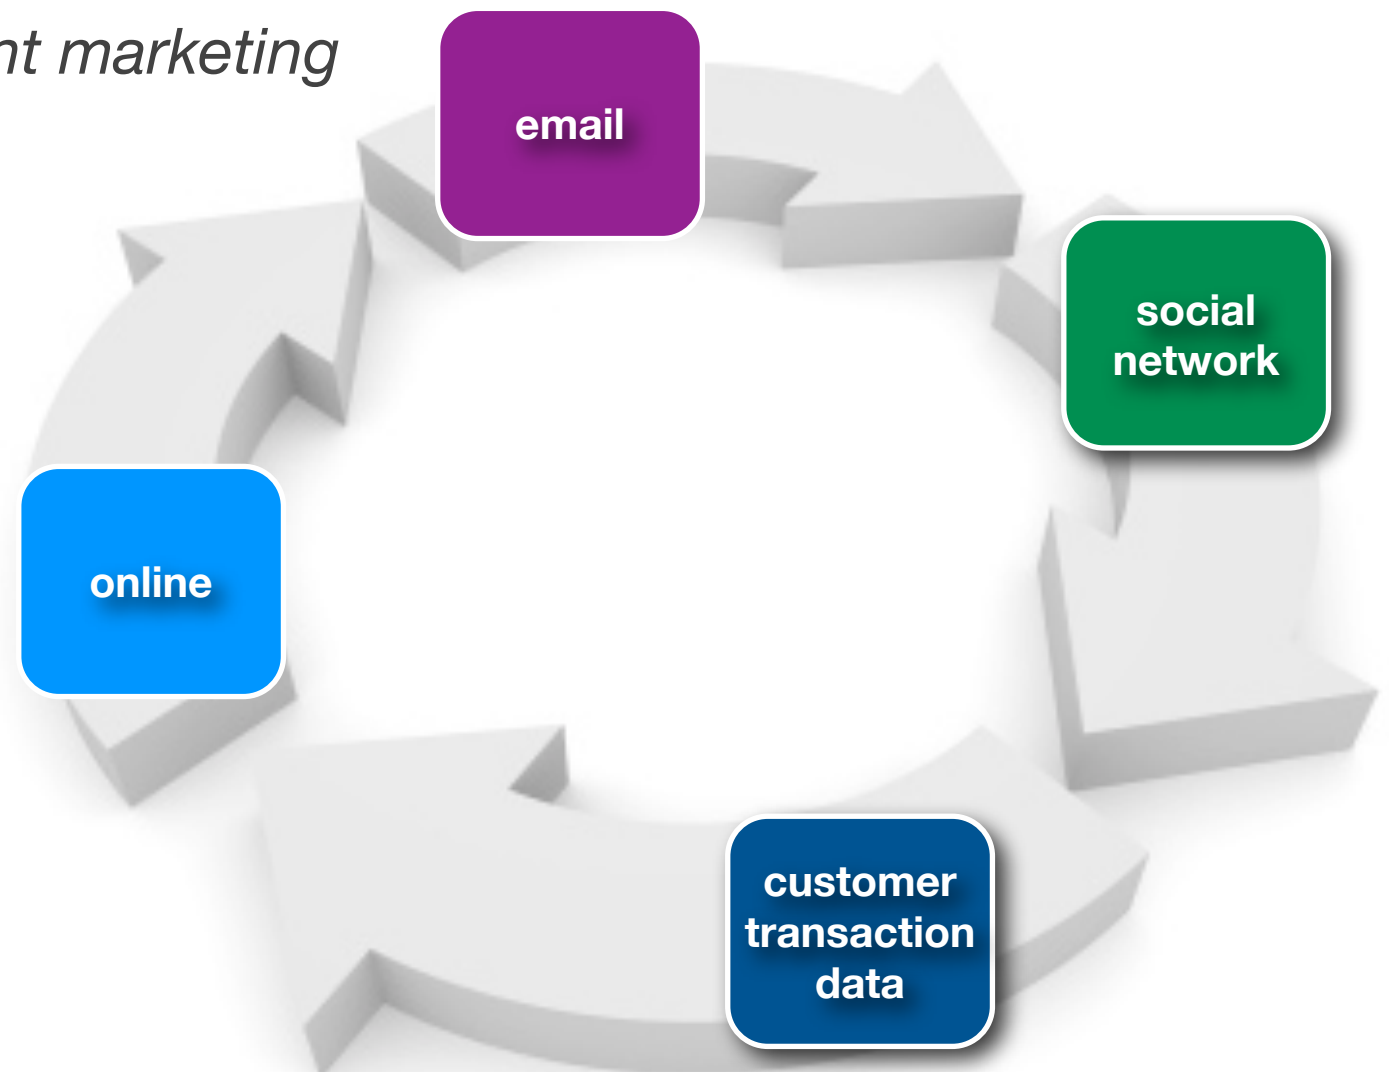 nt marketing
email
social
network
online
customer
transaction
data